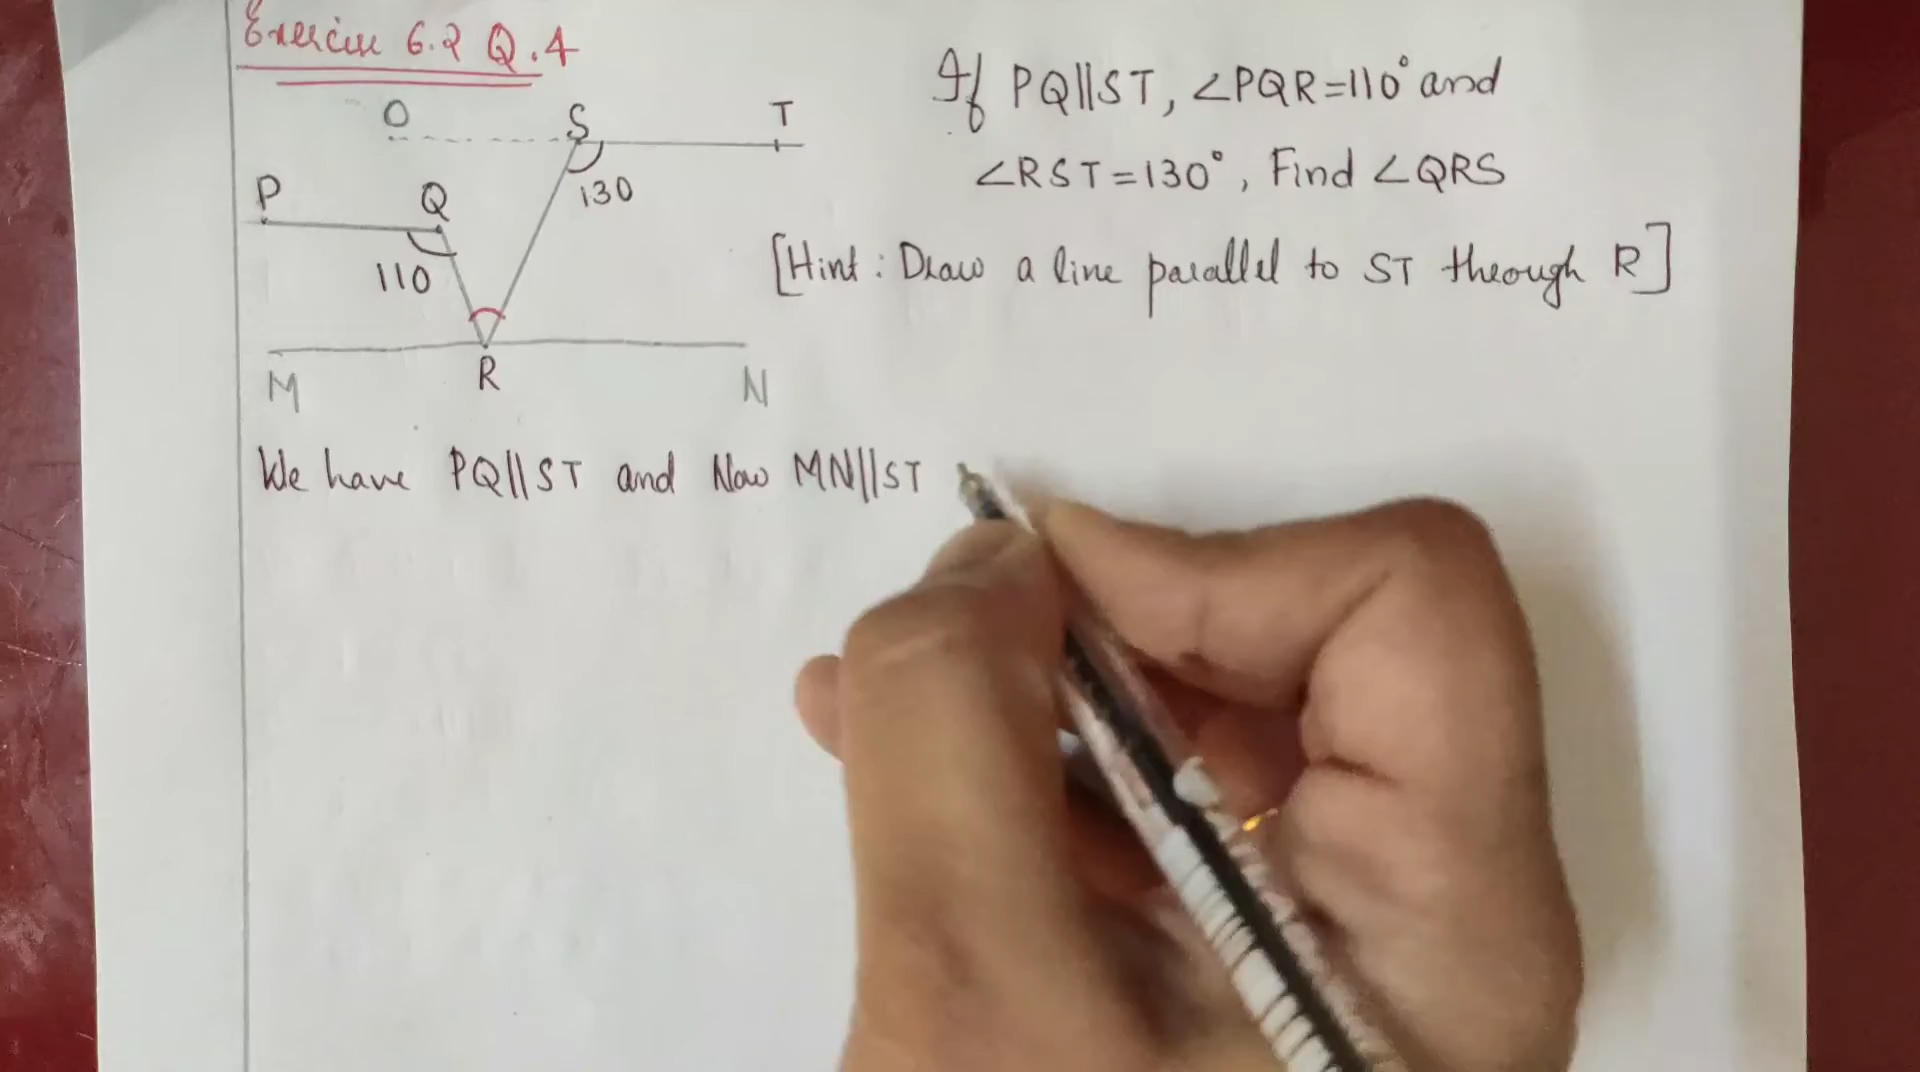 Exercise 6.2 Q.4
If PQ||ST, ∠PQR=110° and
∠RST=130°, Find ∠QRS
[Hint: Draw a line parallel to ST through R]
O S T
P Q 130
110
R
M N
We have PQ||ST and Now MN||ST